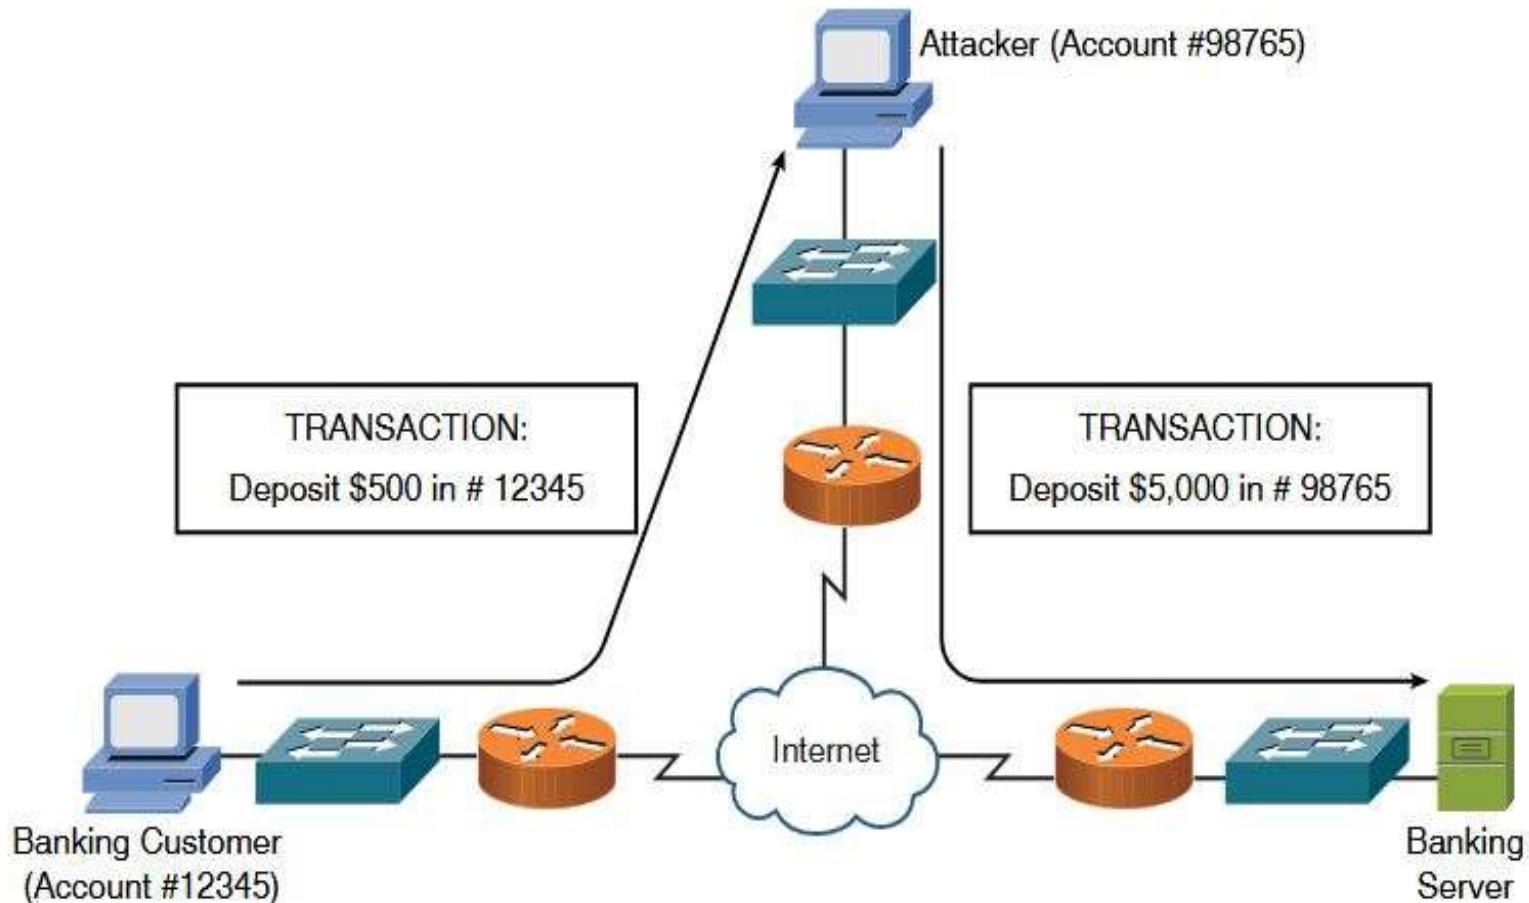 Attacker (Account #98765)
TRANSACTION:
Deposit $500 in # 12345
TRANSACTION:
Deposit $5,000 in # 98765
Internet
Banking Customer
(Account #12345)
Banking
Server